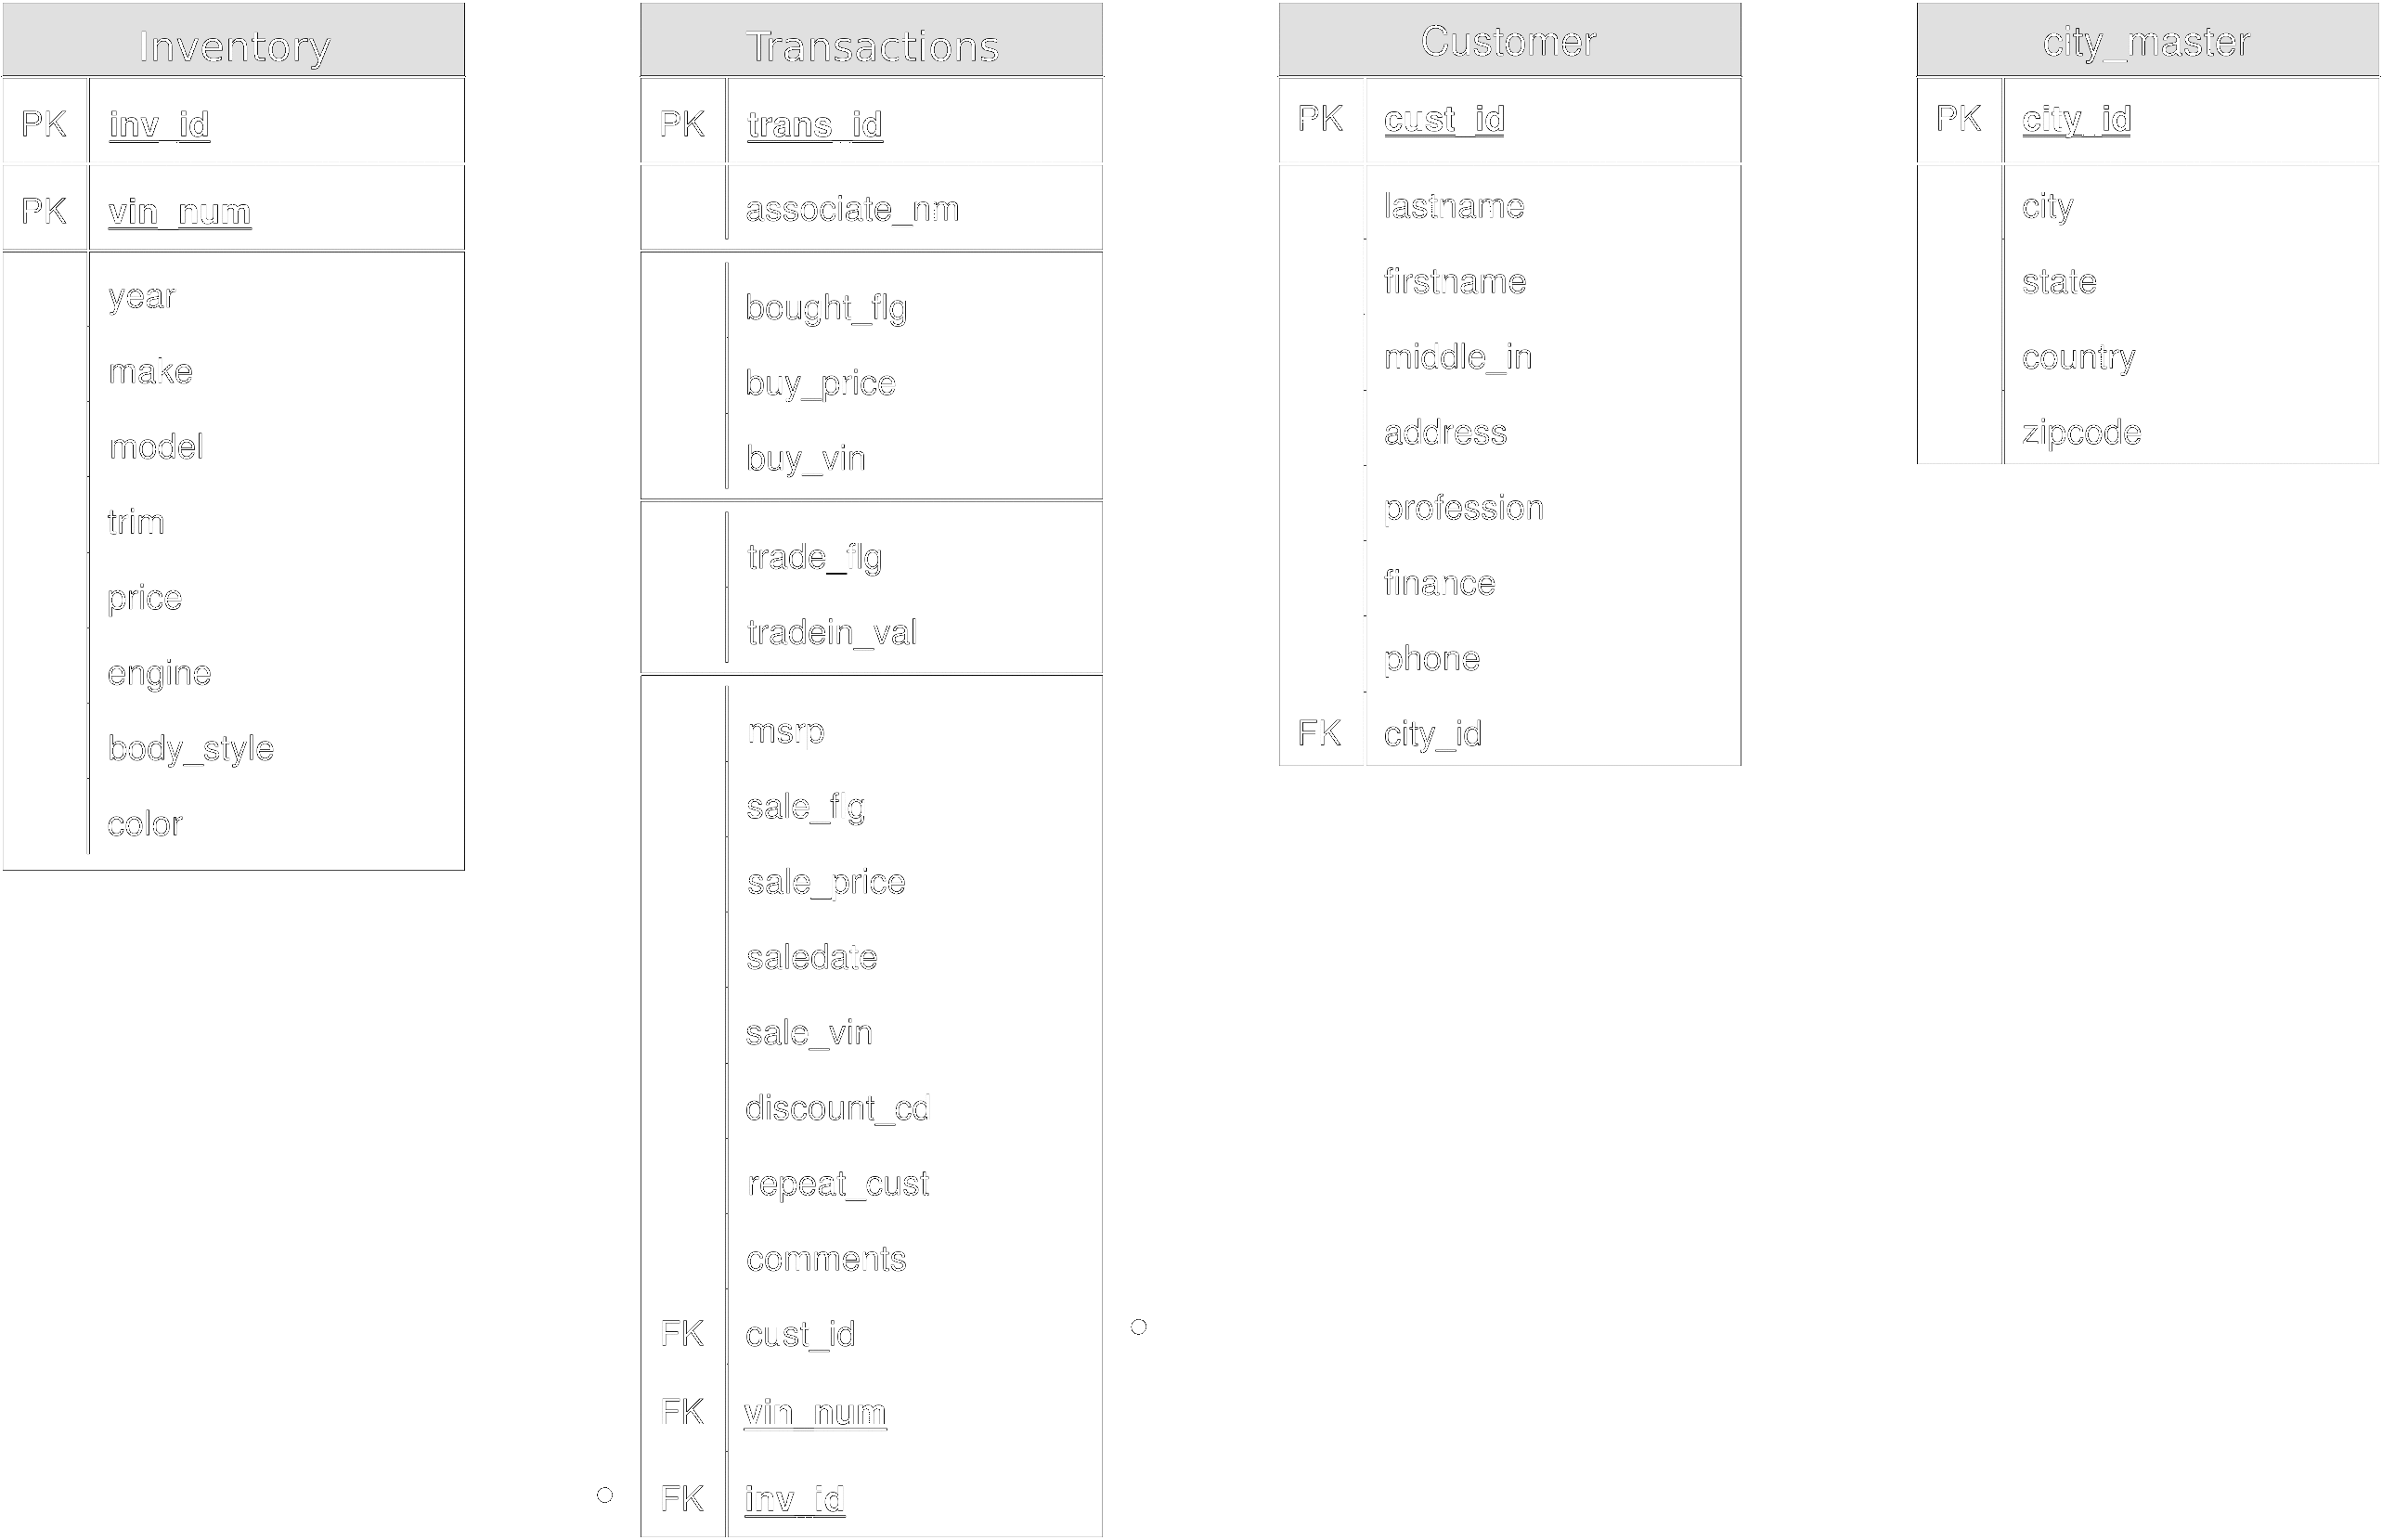 Inventory
PK inv_id
PK vin_num
year
make
model
trim
price
engine
body_style
color
Transactions
PK trans_id
associate_nm
bought_flg
buy_price
buy_vin
trade_flg
tradein_val
msrp
sale_flg
sale_price
saledate
sale_vin
discount_cd
repeat_cust
comments
FK cust_id
FK vin_num
FK inv_id
Customer
PK cust_id
lastname
firstname
middle_in
address
profession
finance
phone
FK city_id
city_master
PK city_id
city
state
country
zipcode